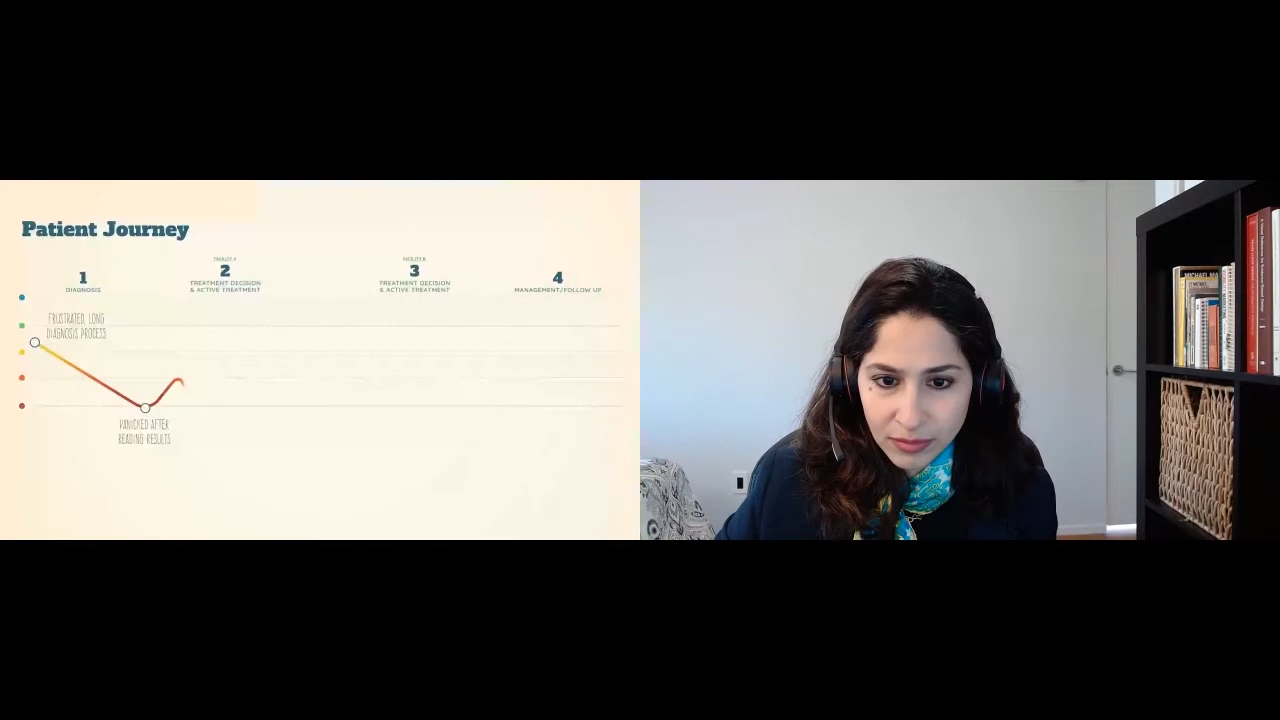 Patient Journey
1
DIAGNOSIS
2
TREATMENT DECISION
& ACTIVE TREATMENT
3
TREATMENT DECISION
& ACTIVE TREATMENT
4
MANAGEMENT/FOLLOW UP
FRUSTRATED, LONG
DIAGNOSIS PROCESS
PANICKED AFTER
READING RESULTS
MICHAEL